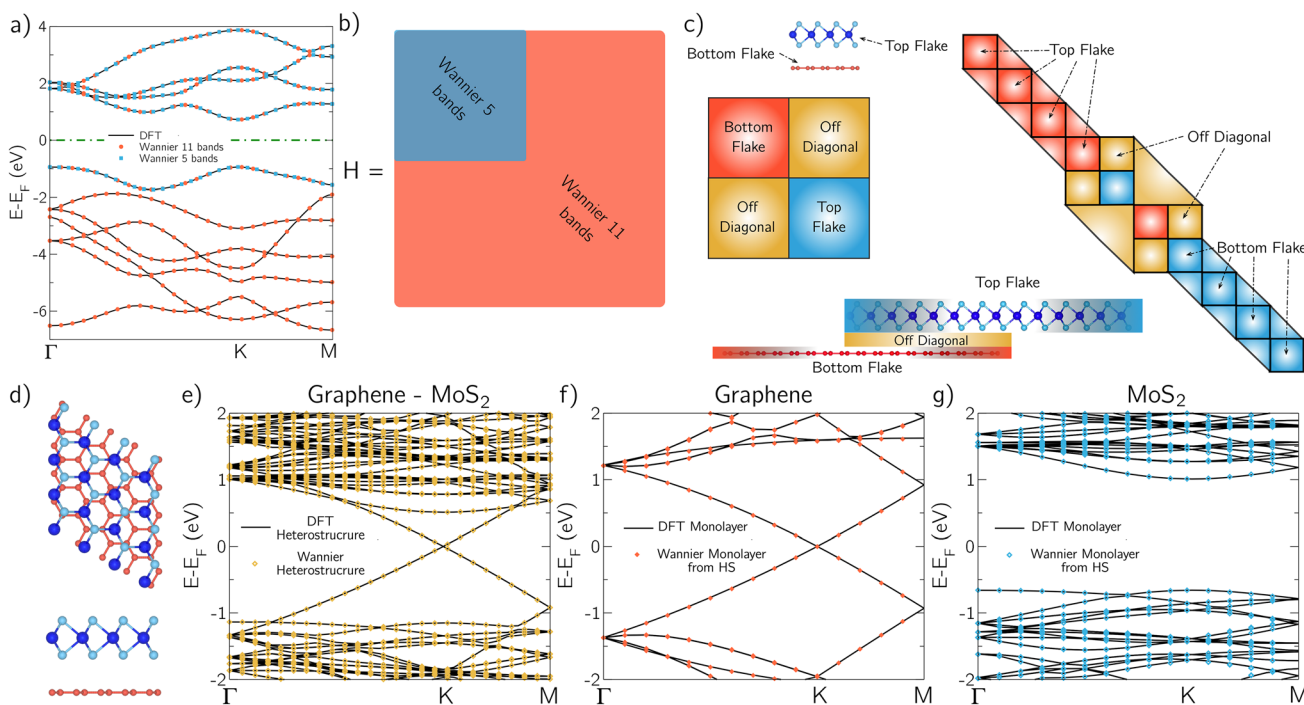 a)
4
2
0
-2
-4
-6
E-E_F (eV)
DFT
Wannier 11 bands
Wannier 5 bands
Γ
K
M
b)
H =
Wannier 5
bands
Wannier 11
bands
c)
Top Flake
Bottom Flake
Bottom
Flake
Off
Diagonal
Off
Diagonal
Top
Flake
Top Flake
Off Diagonal
Bottom Flake
Top Flake
Off Diagonal
Bottom Flake
d)
e)
Graphene - MoS₂
2
1
0
-1
-2
E-E_F (eV)
DFT
Heterostrucrure
Wannier
Heterostrucrure
Γ
K
M
f)
Graphene
2
1
0
-1
-2
E-E_F (eV)
DFT Monolayer
Wannier Monolayer
from HS
Γ
K
M
g)
MoS₂
2
1
0
-1
-2
E-E_F (eV)
DFT Monolayer
Wannier Monolayer
from HS
Γ
K
M